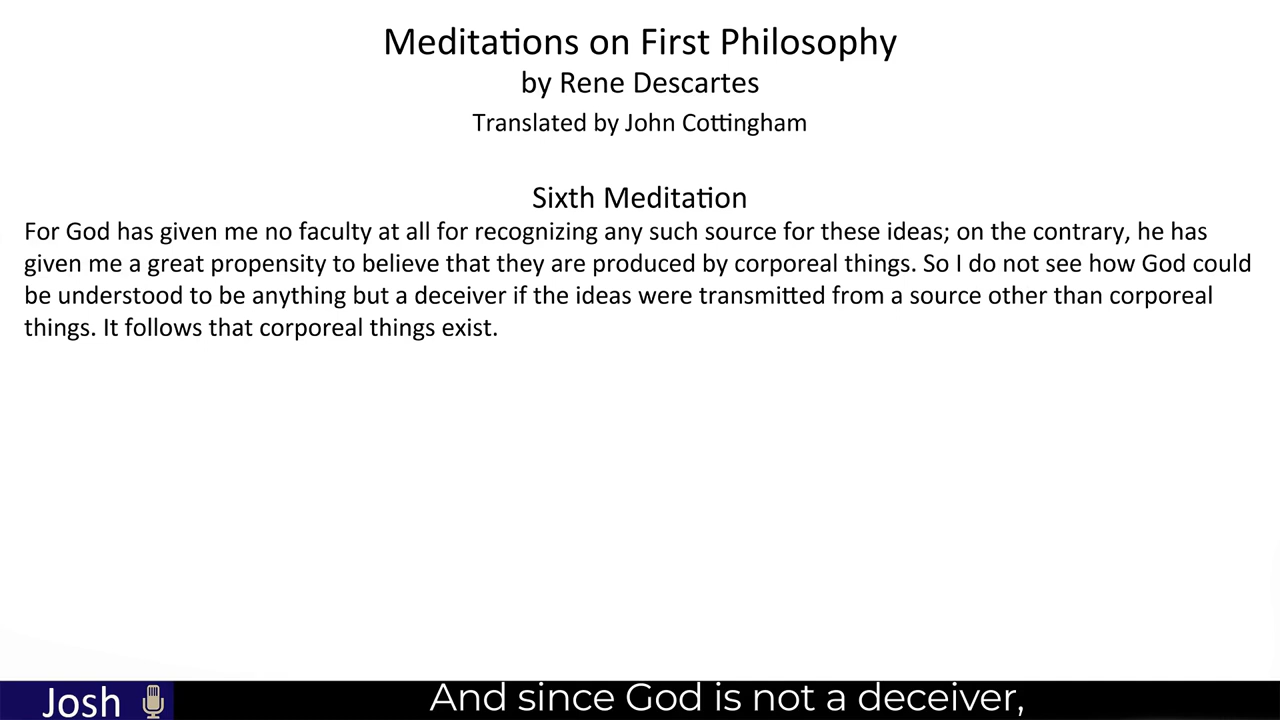 Meditations on First Philosophy
by Rene Descartes
Translated by John Cottingham
Sixth Meditation
For God has given me no faculty at all for recognizing any such source for these ideas; on the contrary, he has
given me a great propensity to believe that they are produced by corporeal things. So I do not see how God could
be understood to be anything but a deceiver if the ideas were transmitted from a source other than corporeal
things. It follows that corporeal things exist.
Josh
And since God is not a deceiver,